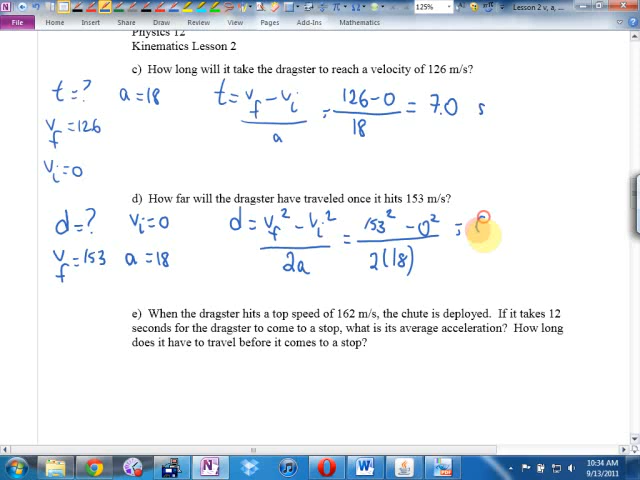 Lesson 2 v, a,
File Home Insert Share Draw Review View Add-Ins Mathematics
125%
Physics 12
Kinematics Lesson 2
c) How long will it take the dragster to reach a velocity of 126 m/s?
t = ? a = 18 t = vf - vi / a = 126 - 0 / 18 = 7.0 s
vf = 126
vi = 0
d) How far will the dragster have traveled once it hits 153 m/s?
d = ? vi = 0 d = vf² - vi² / 2a = 153² - 0² / 2(18) =
vf = 153 a = 18
e) When the dragster hits a top speed of 162 m/s, the chute is deployed. If it takes 12
seconds for the dragster to come to a stop, what is its average acceleration? How long
does it have to travel before it comes to a stop?
10:34 AM
9/13/2011